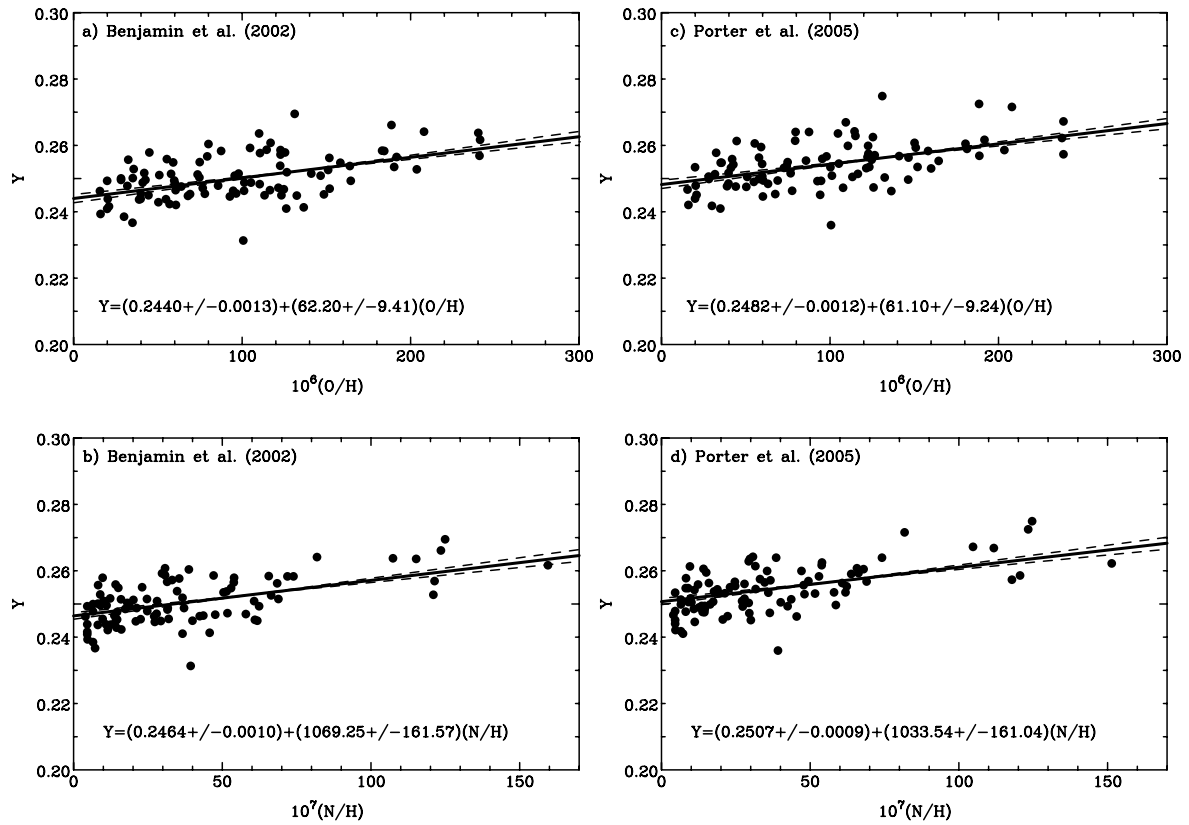 a) Benjamin et al. (2002)
0.30
0.28
0.26
0.24
0.22
0.20
Y
Y=(0.2440+/−0.0013)+(62.20+/−9.41)(O/H)
0 100 200 300
10⁶(O/H)
c) Porter et al. (2005)
0.30
0.28
0.26
0.24
0.22
0.20
Y
Y=(0.2482+/−0.0012)+(61.10+/−9.24)(O/H)
0 100 200 300
10⁶(O/H)
b) Benjamin et al. (2002)
0.30
0.28
0.26
0.24
0.22
0.20
Y
Y=(0.2464+/−0.0010)+(1069.25+/−161.57)(N/H)
0 50 100 150
10⁷(N/H)
d) Porter et al. (2005)
0.30
0.28
0.26
0.24
0.22
0.20
Y
Y=(0.2507+/−0.0009)+(1033.54+/−161.04)(N/H)
0 50 100 150
10⁷(N/H)